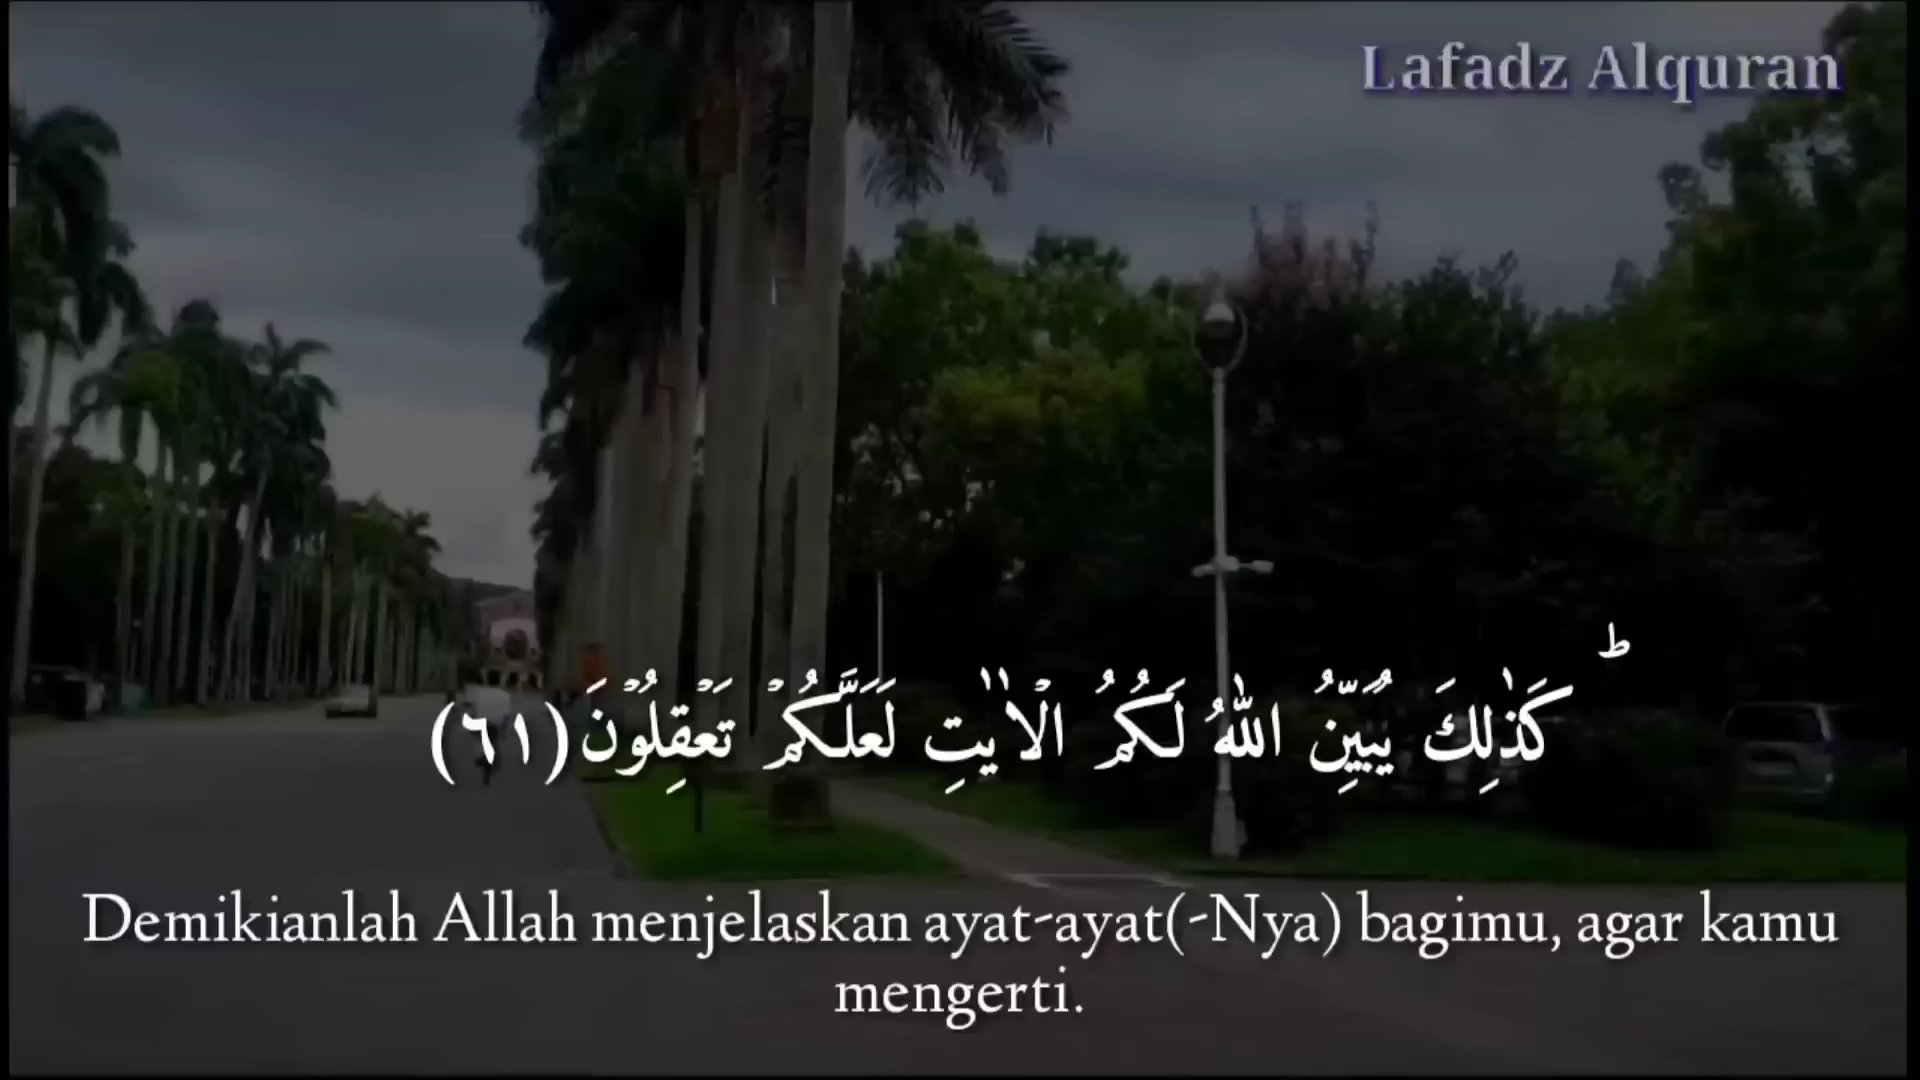 Lafadz Alquran
ؕ كَذٰلِكَ يُبَيِّنُ اللّٰهُ لَكُمُ الْاٰيٰتِ لَعَلَّكُمْ تَعْقِلُوْنَ (٦١)
Demikianlah Allah menjelaskan ayat-ayat(-Nya) bagimu, agar kamu
mengerti.